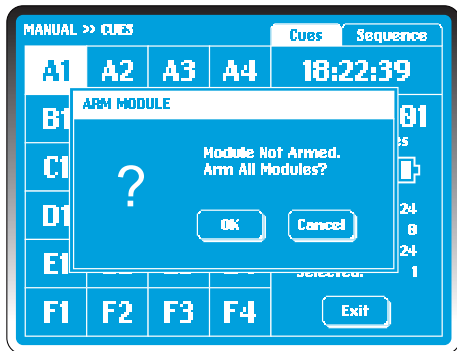 MANUAL >> CUES
Cues
Sequence
A1 A2 A3 A4
18:22:39
B1
01
ARM MODULE
C1
Module Not Armed.
Arm All Modules?
?
D1
OK
Cancel
24
0
E1
24
1
F1 F2 F3 F4
Exit